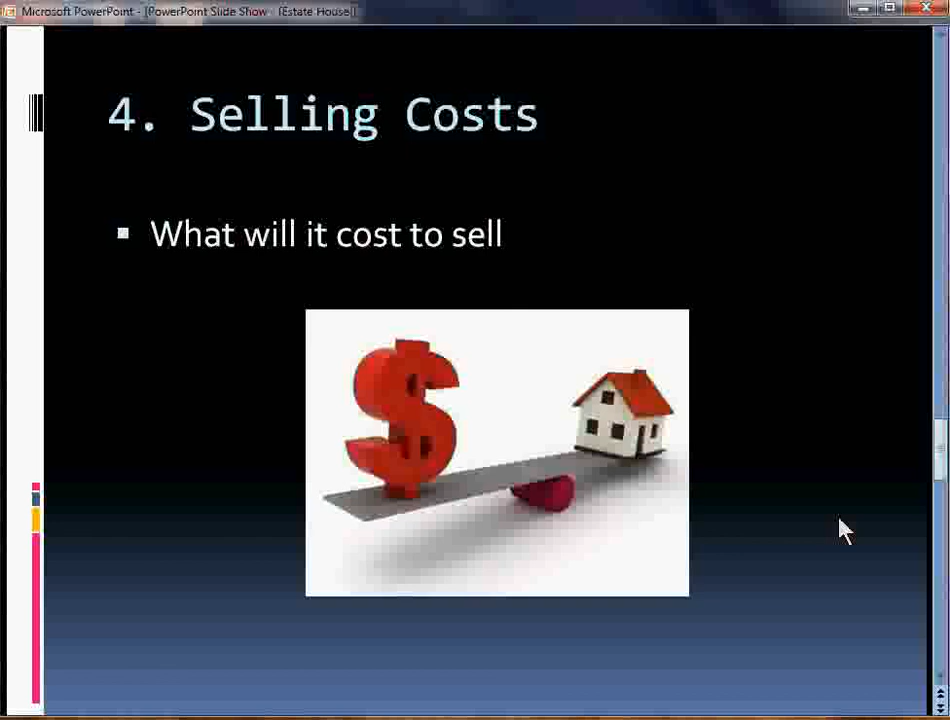 Microsoft PowerPoint - [PowerPoint Slide Show - [Estate House]]
4. Selling Costs
What will it cost to sell